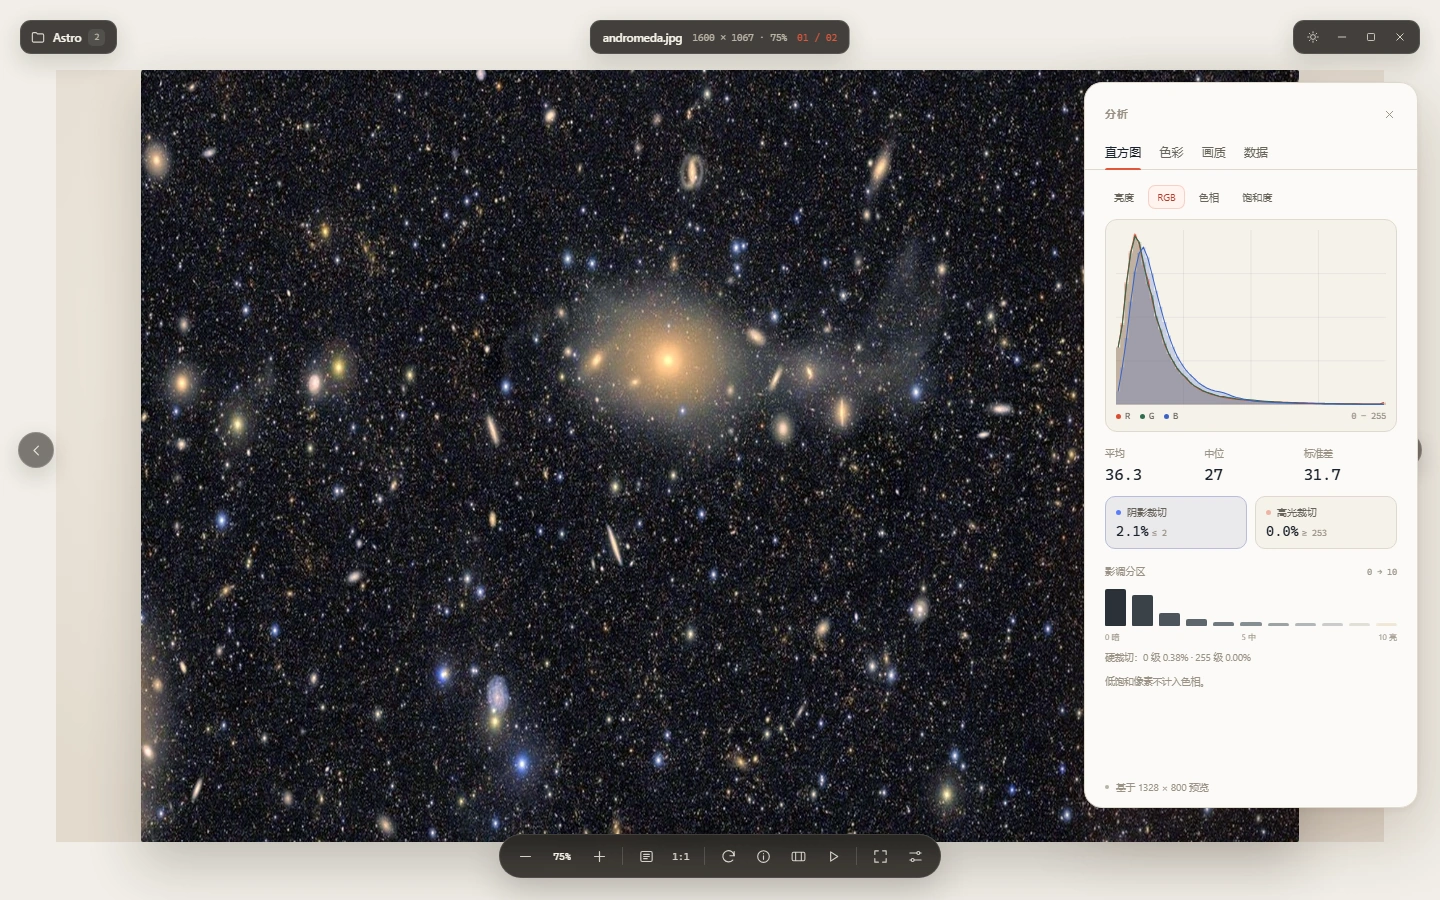 Astro 2
andromeda.jpg 1600 × 1067 · 75% 01 / 02
分析
直方图 色彩 画质 数据
亮度 RGB 色相 饱和度
R G B 0 – 255
平均 中位 标准差
36.3 27 31.7
阴影裁切 高光裁切
2.1% ≤ 2 0.0% ≥ 253
影调分区 0 → 10
0 暗 5 中 10 亮
硬裁切：0 级 0.38% · 255 级 0.00%
低饱和像素不计入色相。
基于 1328 × 800 预览
75% 1:1